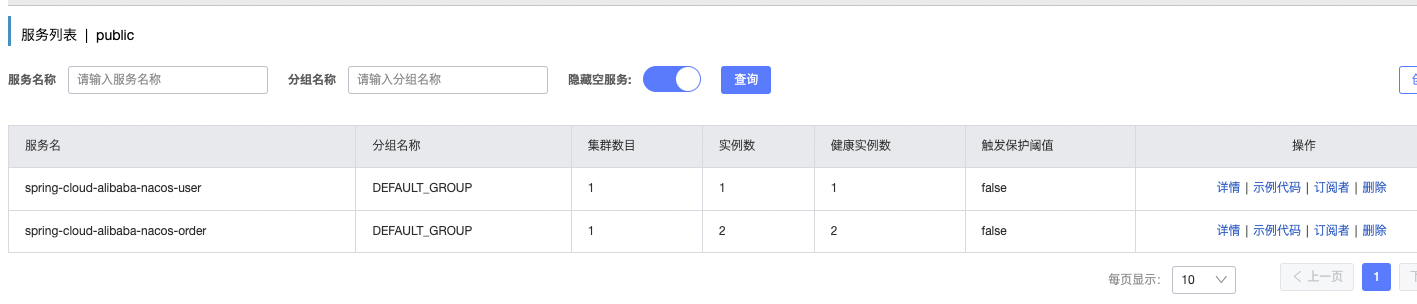 服务列表 | public
服务名称 请输入服务名称 分组名称 请输入分组名称 隐藏空服务: 查询
服务名 分组名称 集群数目 实例数 健康实例数 触发保护阈值 操作
spring-cloud-alibaba-nacos-user DEFAULT_GROUP 1 1 1 false 详情 | 示例代码 | 订阅者 | 删除
spring-cloud-alibaba-nacos-order DEFAULT_GROUP 1 2 2 false 详情 | 示例代码 | 订阅者 | 删除
每页显示: 10 上一页 1